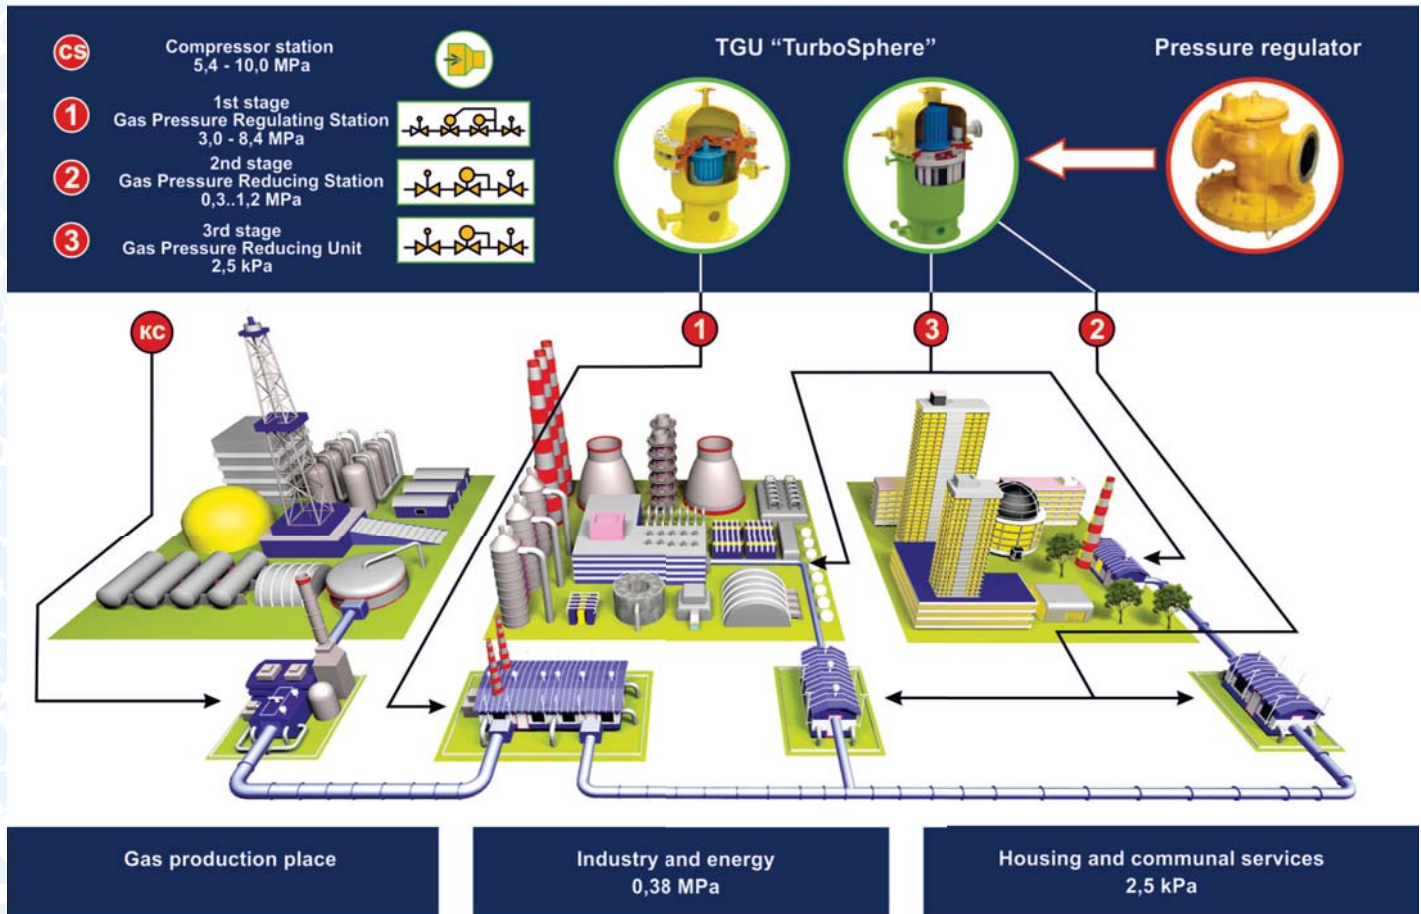 CS
Compressor station
5,4 - 10,0 MPa
1
1st stage
Gas Pressure Regulating Station
3,0 - 8,4 MPa
2
2nd stage
Gas Pressure Reducing Station
0,3..1,2 MPa
3
3rd stage
Gas Pressure Reducing Unit
2,5 kPa
TGU “TurboSphere”
Pressure regulator
КС
1
3
2
Gas production place
Industry and energy
0,38 MPa
Housing and communal services
2,5 kPa